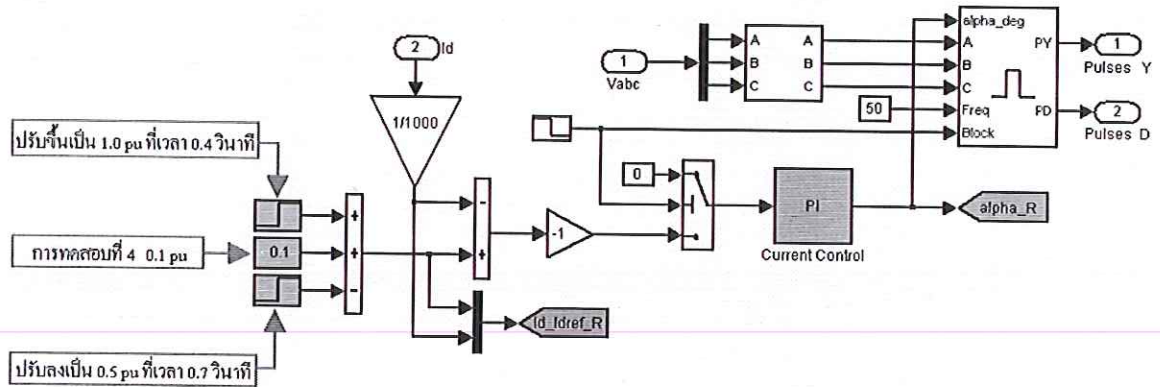 2
Id
1/1000
ปรับขึ้นเป็น 1.0 pu ที่เวลา 0.4 วินาที
การทดสอบที่ 4 0.1 pu
ปรับลงเป็น 0.5 pu ที่เวลา 0.7 วินาที
+
0.1
+
-
-
+
-1
Id_Idref_R
1
Vabc
A
B
C
A
B
C
50
0
PI
Current Control
alpha_R
alpha_deg
A
B
C
Freq
Block
PY
PD
1
Pulses Y
2
Pulses D